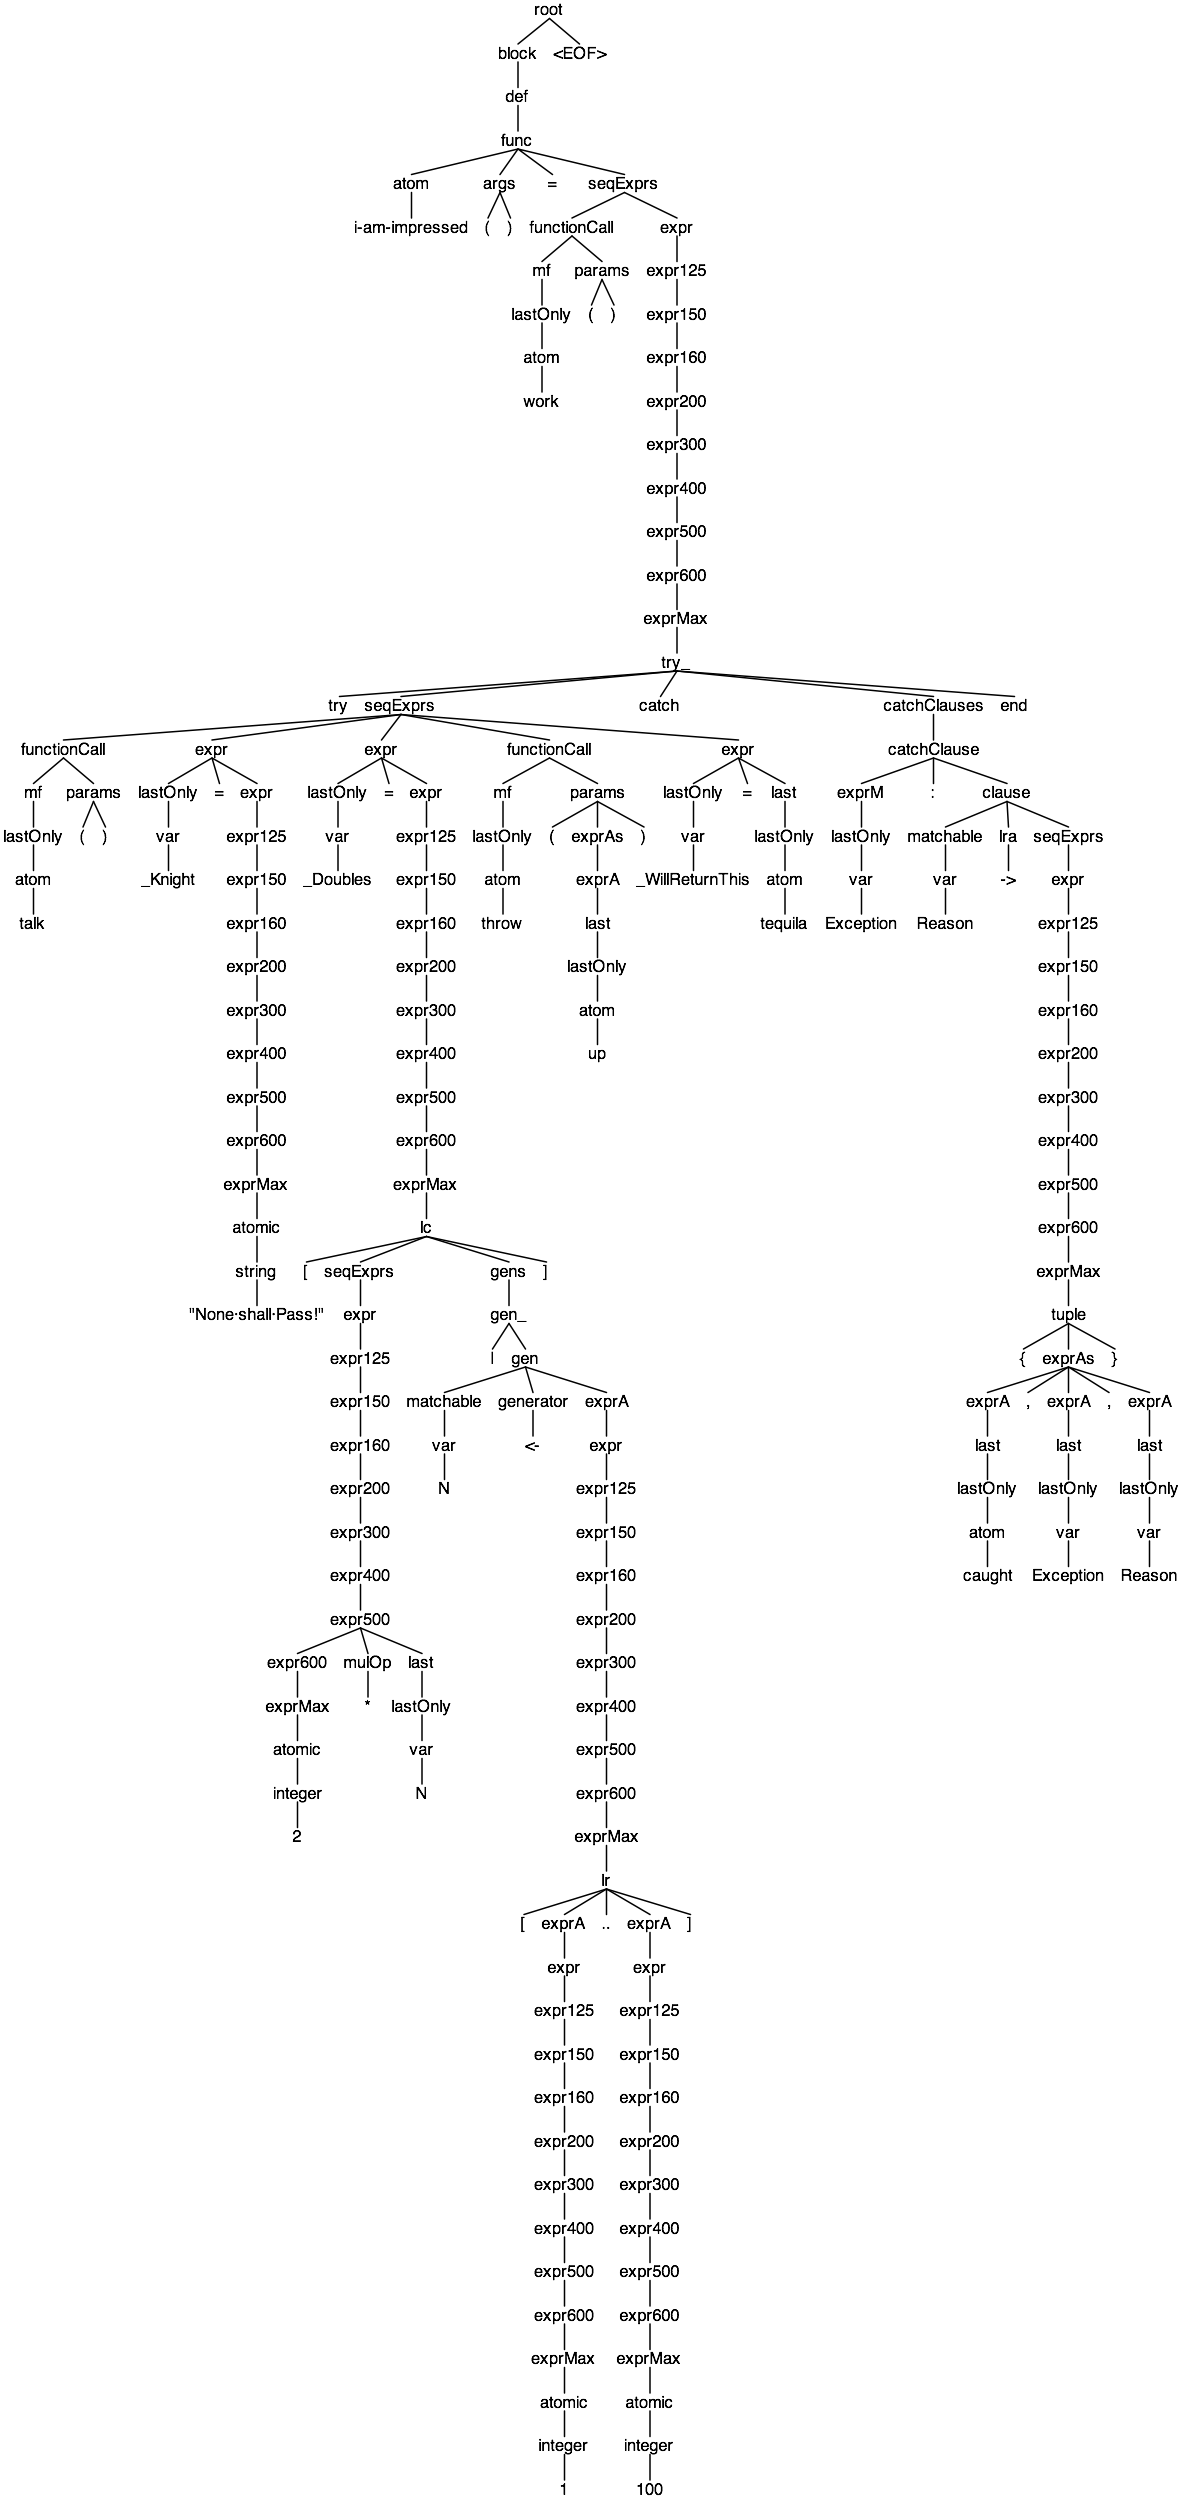 root
block <EOF>
def
func
atom args = seqExprs
i-am-impressed ( ) functionCall expr
mf params expr125
lastOnly ( ) expr150
atom expr160
work expr200
expr300
expr400
expr500
expr600
exprMax
try_
try seqExprs catch catchClauses end
functionCall expr expr functionCall expr catchClause
mf params lastOnly = expr lastOnly = expr mf params lastOnly = last exprM : clause
lastOnly ( ) var expr125 var expr125 lastOnly ( exprAs ) var lastOnly lastOnly matchable lra seqExprs
atom _Knight expr150 _Doubles expr150 atom exprA _WillReturnThis atom var var -> expr
talk expr160 expr160 throw last tequila Exception Reason expr125
expr200 expr200 lastOnly expr150
expr300 expr300 atom expr160
expr400 expr400 up expr200
expr500 expr500 expr300
expr600 expr600 expr400
exprMax exprMax expr500
atomic lc expr600
string [ seqExprs gens ] exprMax
"None·shall·Pass!" expr gen_ tuple
expr125 | gen { exprAs }
expr150 matchable generator exprA exprA , exprA , exprA
expr160 var <- expr last last last
expr200 N expr125 lastOnly lastOnly lastOnly
expr300 expr150 atom var var
expr400 expr160 caught Exception Reason
expr500 expr200
expr600 mulOp last expr300
exprMax * lastOnly expr400
atomic var expr500
integer N expr600
2 exprMax
lr
[ exprA .. exprA ]
expr expr
expr125 expr125
expr150 expr150
expr160 expr160
expr200 expr200
expr300 expr300
expr400 expr400
expr500 expr500
expr600 expr600
exprMax exprMax
atomic atomic
integer integer
1 100